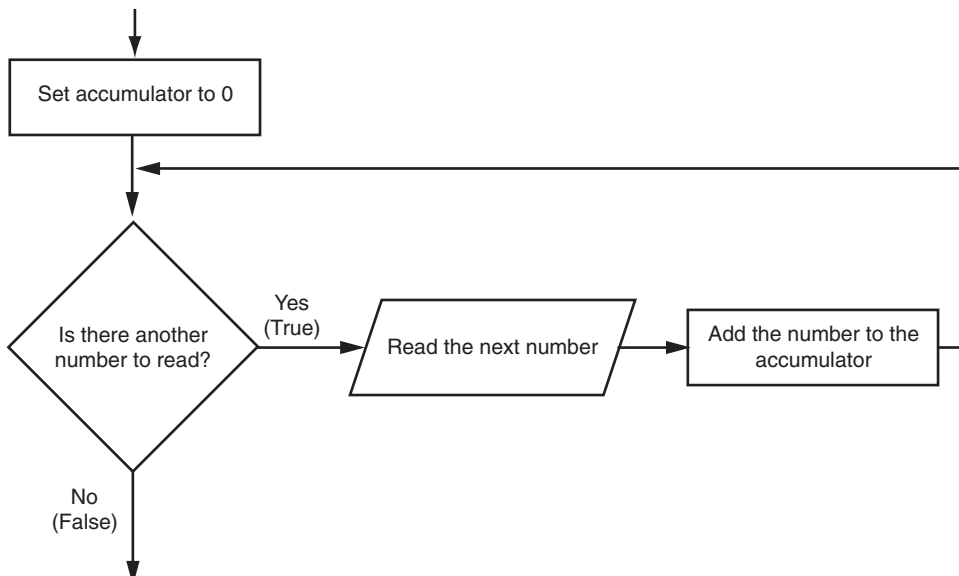 Set accumulator to 0
Is there another
number to read?
Yes
(True)
Read the next number
Add the number to the
accumulator
No
(False)